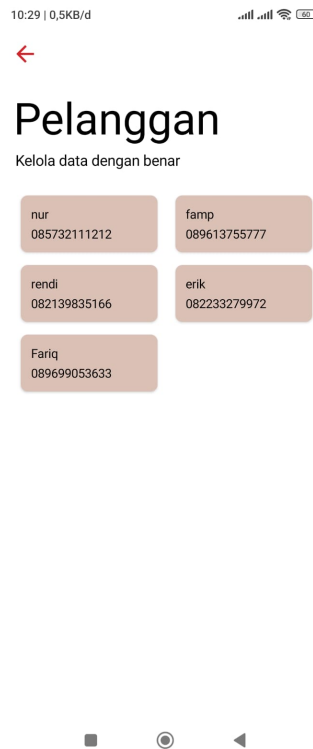 10:29 | 0,5KB/d
60
Pelanggan
Kelola data dengan benar
nur
085732111212
famp
089613755777
rendi
082139835166
erik
082233279972
Fariq
089699053633